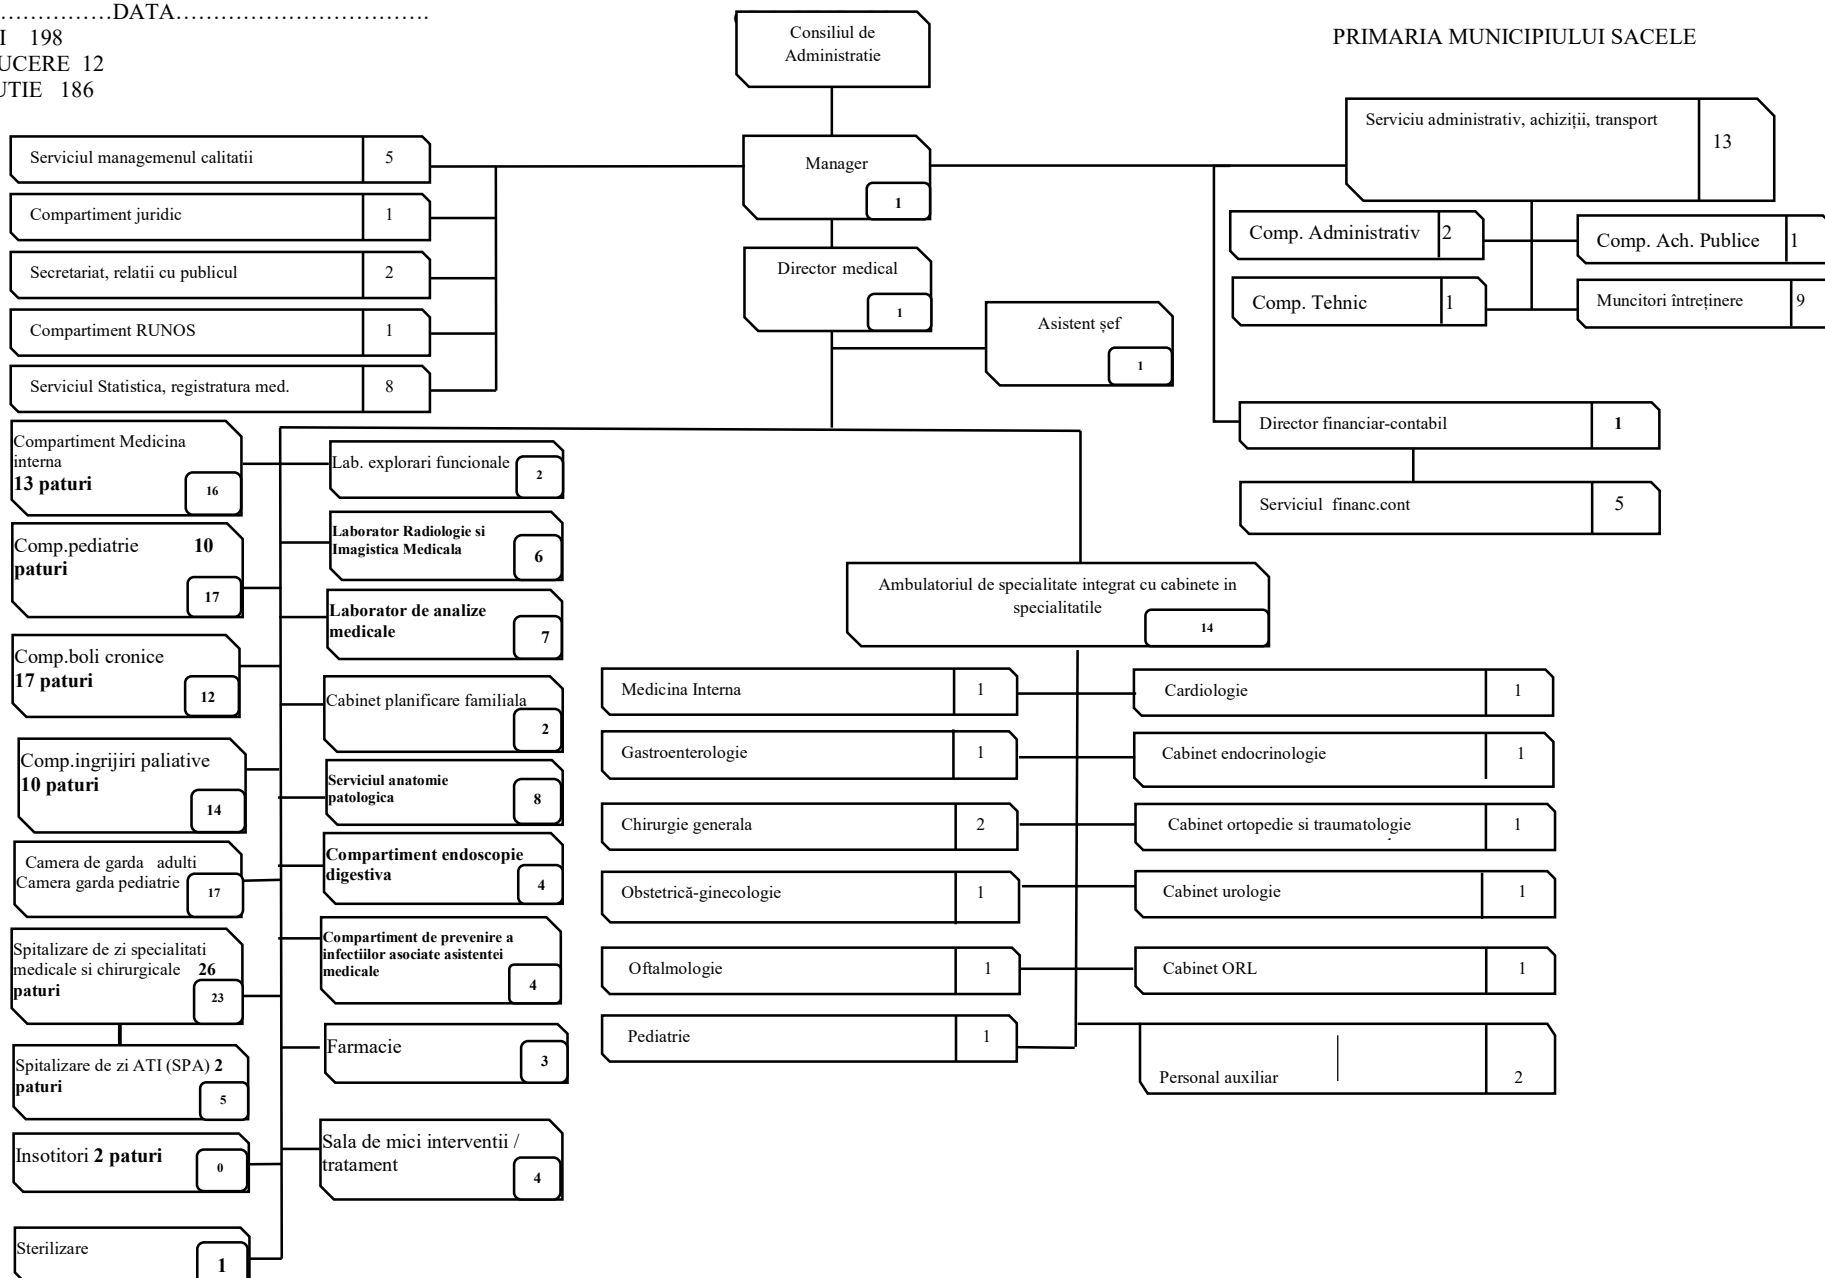 …………….DATA…………………………….
I 198
UCERE 12
UTIE 186
PRIMARIA MUNICIPIULUI SACELE
Consiliul de
Administratie
Manager
1
Director medical
1
Asistent șef
1
Serviciul managemenul calitatii 5
Compartiment juridic 1
Secretariat, relatii cu publicul 2
Compartiment RUNOS 1
Serviciul Statistica, registratura med. 8
Serviciu administrativ, achiziții, transport
13
Comp. Administrativ 2
Comp. Ach. Publice 1
Comp. Tehnic 1
Muncitori întreținere 9
Director financiar-contabil 1
Serviciul financ.cont 5
Compartiment Medicina
interna
13 paturi
16
Comp.pediatrie 10
paturi
17
Comp.boli cronice
17 paturi
12
Comp.ingrijiri paliative
10 paturi
14
Camera de garda adulti
Camera garda pediatrie
17
Spitalizare de zi specialitati
medicale si chirurgicale 26
paturi
23
Spitalizare de zi ATI (SPA) 2
paturi
5
Insotitori 2 paturi
0
Sterilizare
1
Lab. explorari funcionale
2
Laborator Radiologie si
Imagistica Medicala
6
Laborator de analize
medicale
7
Cabinet planificare familiala
2
Serviciul anatomie
patologica
8
Compartiment endoscopie
digestiva
4
Compartiment de prevenire a
infectiilor asociate asistentei
medicale
4
Farmacie
3
Sala de mici interventii /
tratament
4
Ambulatoriul de specialitate integrat cu cabinete in
specialitatile
14
Medicina Interna 1
Cardiologie 1
Gastroenterologie 1
Cabinet endocrinologie 1
Chirurgie generala 2
Cabinet ortopedie si traumatologie 1
Obstetrică-ginecologie 1
Cabinet urologie 1
Oftalmologie 1
Cabinet ORL 1
Pediatrie 1
Personal auxiliar 2